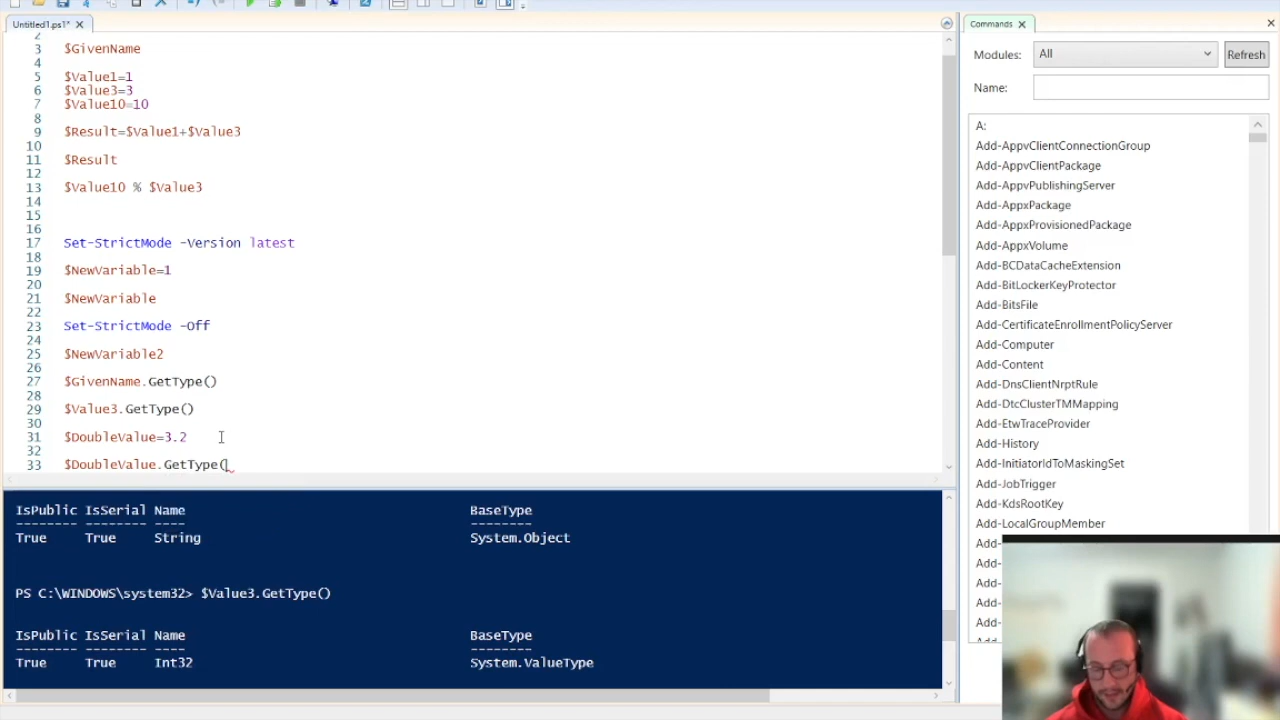 Untitled1.ps1*
Commands
2
3 $GivenName
4
5 $Value1=1
6 $Value3=3
7 $Value10=10
8
9 $Result=$Value1+$Value3
10
11 $Result
12
13 $Value10 % $Value3
14
15
16
17 Set-StrictMode -Version latest
18
19 $NewVariable=1
20
21 $NewVariable
22
23 Set-StrictMode -Off
24
25 $NewVariable2
26
27 $GivenName.GetType()
28
29 $Value3.GetType()
30
31 $DoubleValue=3.2
32
33 $DoubleValue.GetType(
IsPublic IsSerial Name BaseType
-------- -------- ---- --------
True True String System.Object
PS C:\WINDOWS\system32> $Value3.GetType()
IsPublic IsSerial Name BaseType
-------- -------- ---- --------
True True Int32 System.ValueType
Modules: All Refresh
Name:
A:
Add-AppvClientConnectionGroup
Add-AppvClientPackage
Add-AppvPublishingServer
Add-AppxPackage
Add-AppxProvisionedPackage
Add-AppxVolume
Add-BCDataCacheExtension
Add-BitLockerKeyProtector
Add-BitsFile
Add-CertificateEnrollmentPolicyServer
Add-Computer
Add-Content
Add-DnsClientNrptRule
Add-DtcClusterTMMapping
Add-EtwTraceProvider
Add-History
Add-InitiatorIdToMaskingSet
Add-JobTrigger
Add-KdsRootKey
Add-LocalGroupMember
Add-
Add-
Add-
Add-
Add-